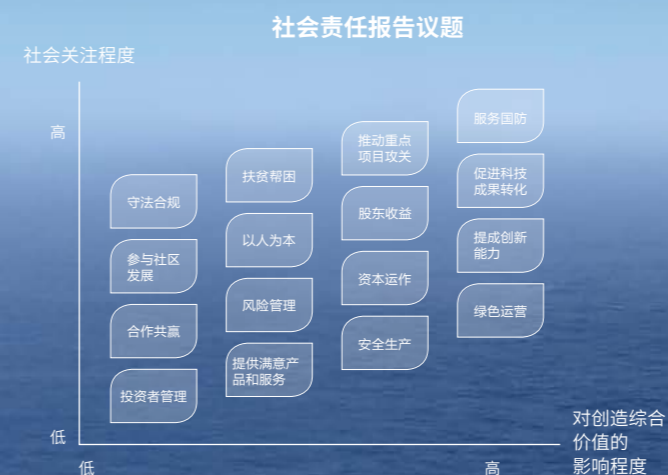 社会责任报告议题
社会关注程度
高
服务国防
推动重点
项目攻关
扶贫帮困
促进科技
成果转化
守法合规
股东收益
以人为本
提成创新
能力
参与社区
发展
资本运作
风险管理
绿色运营
合作共赢
安全生产
提供满意产
品和服务
投资者管理
低
低
高
对创造综合
价值的
影响程度